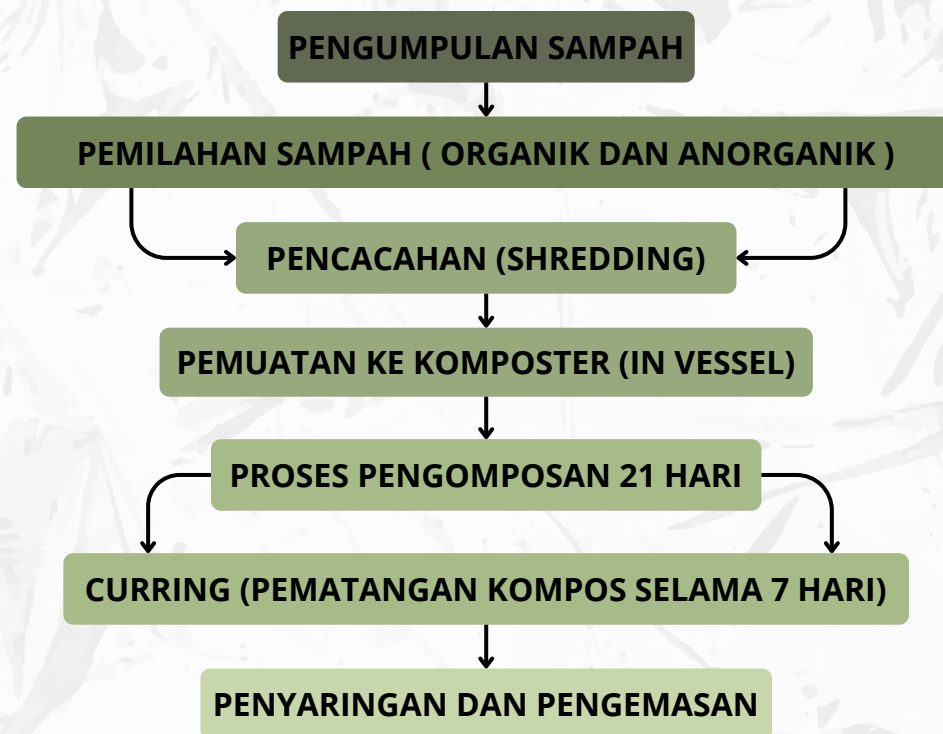 PENGUMPULAN SAMPAH
PEMILAHAN SAMPAH ( ORGANIK DAN ANORGANIK )
PENCACAHAN (SHREDDING)
PEMUATAN KE KOMPOSTER (IN VESSEL)
PROSES PENGOMPOSAN 21 HARI
CURRING (PEMATANGAN KOMPOS SELAMA 7 HARI)
PENYARINGAN DAN PENGEMASAN